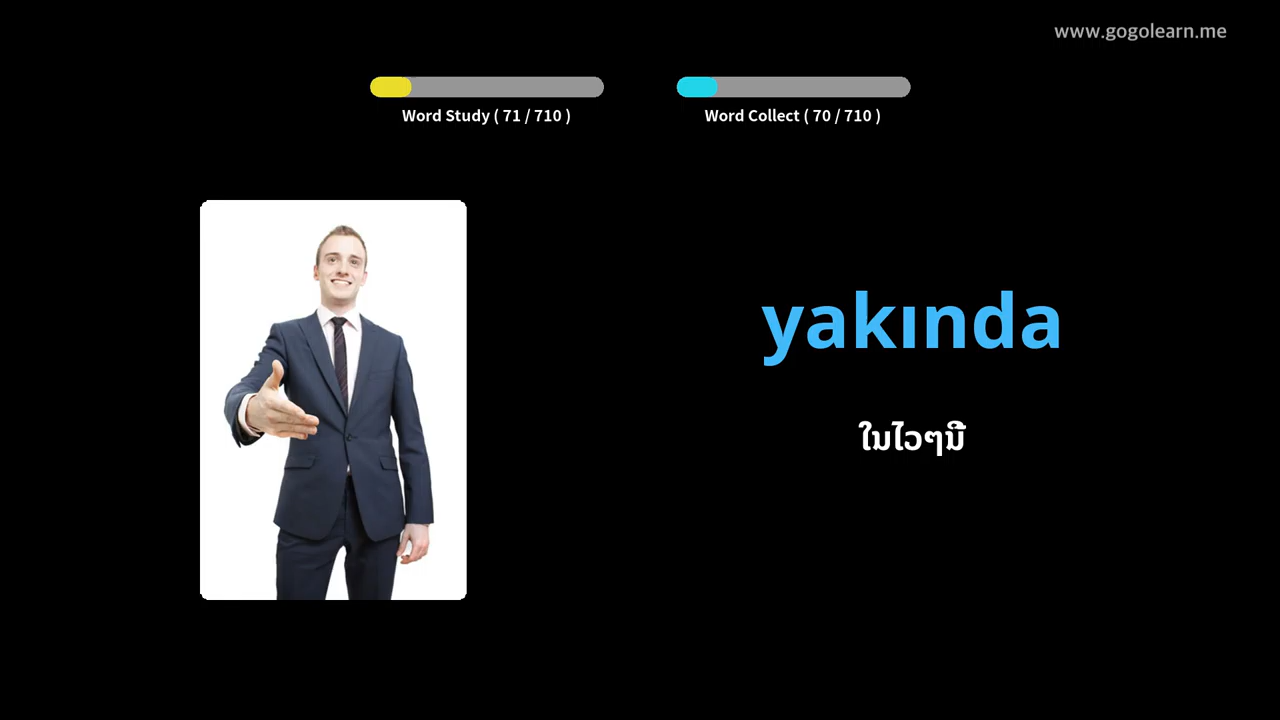 www.gogolearn.me
Word Study ( 71 / 710 )
Word Collect ( 70 / 710 )
yakında
ໃນໄວໆນີ້